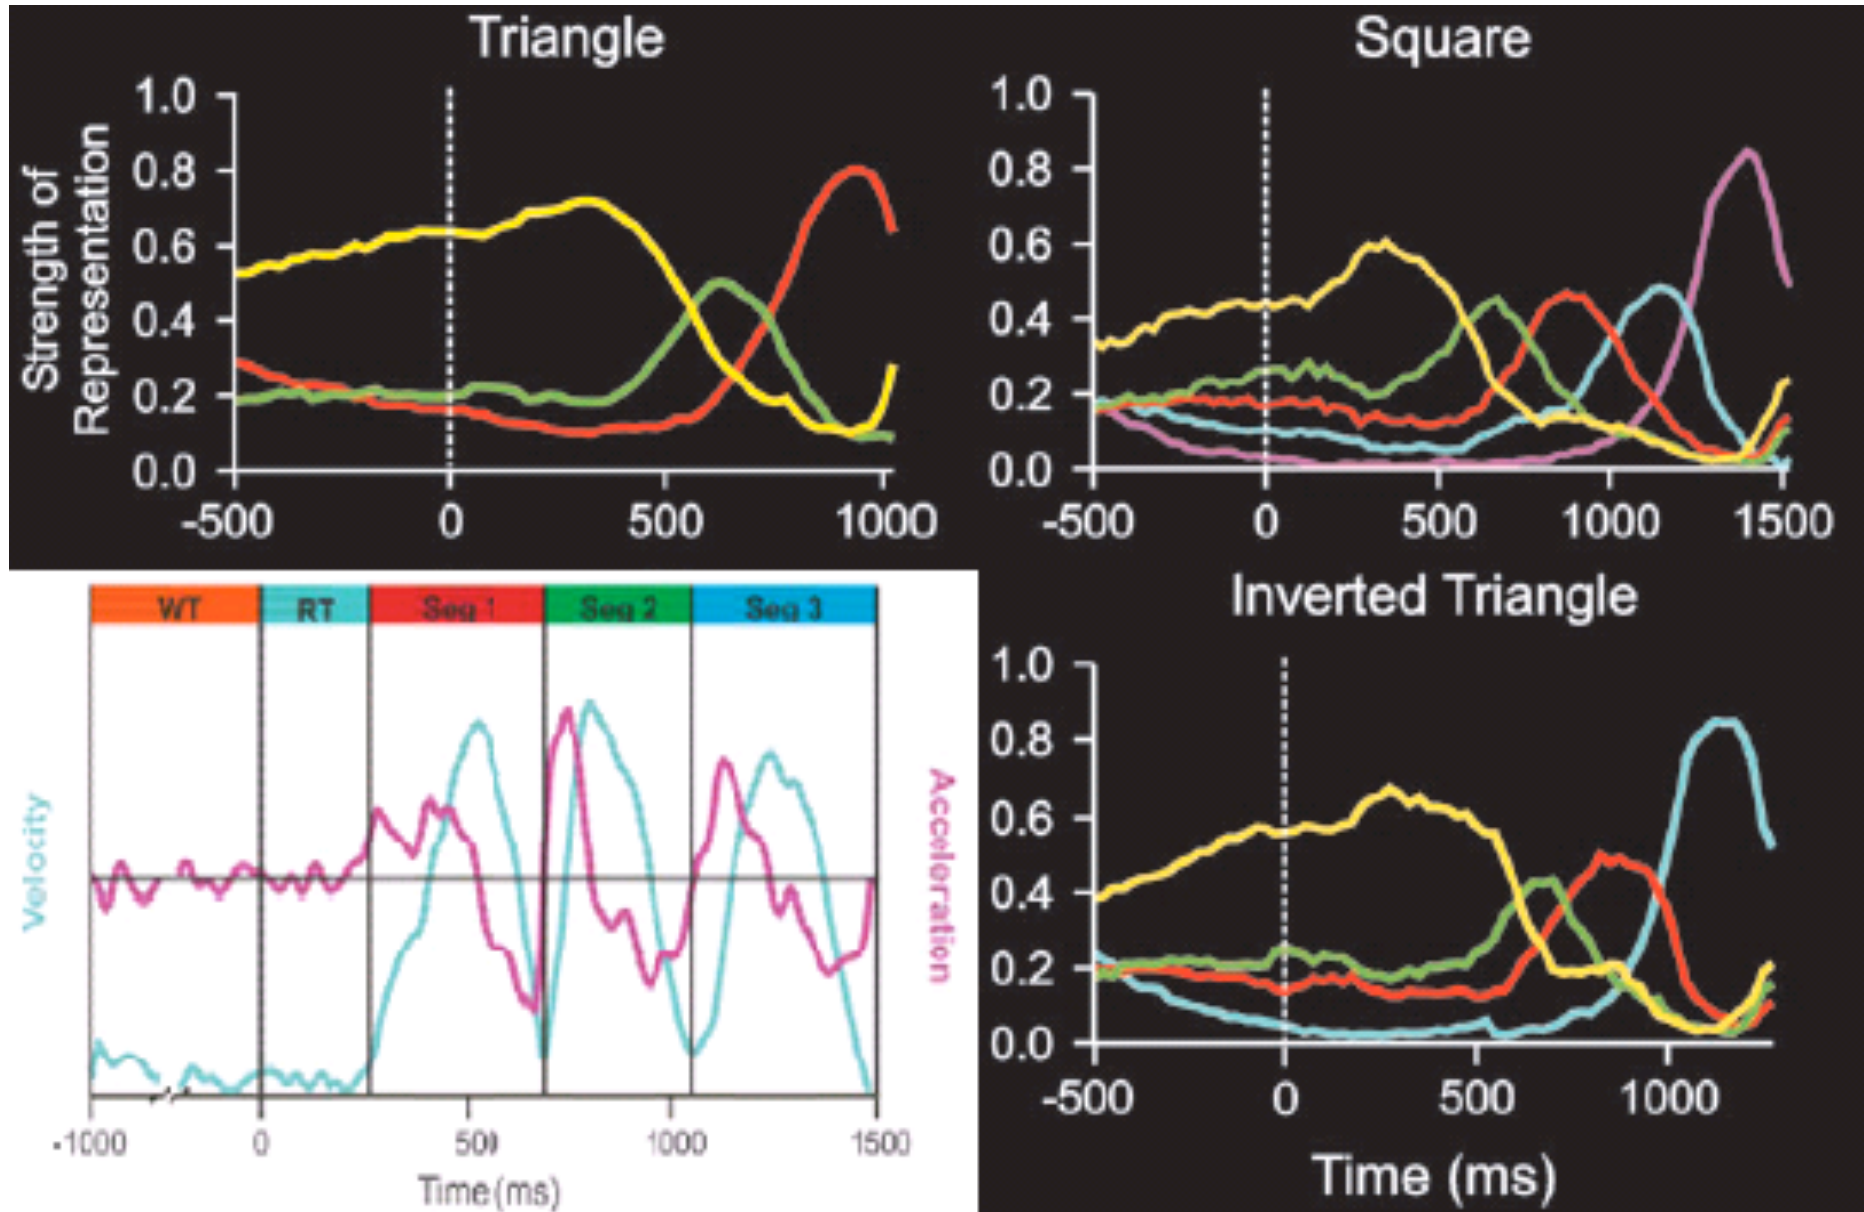 Triangle
Strength of
Representation
1.0
0.8
0.6
0.4
0.2
0.0
-500 0 500 1000
Square
1.0
0.8
0.6
0.4
0.2
0.0
-500 0 500 1000 1500
WT RT Seg 1 Seg 2 Seg 3
Velocity
Acceleration
-1000 0 500 1000 1500
Time (ms)
Inverted Triangle
1.0
0.8
0.6
0.4
0.2
0.0
-500 0 500 1000
Time (ms)